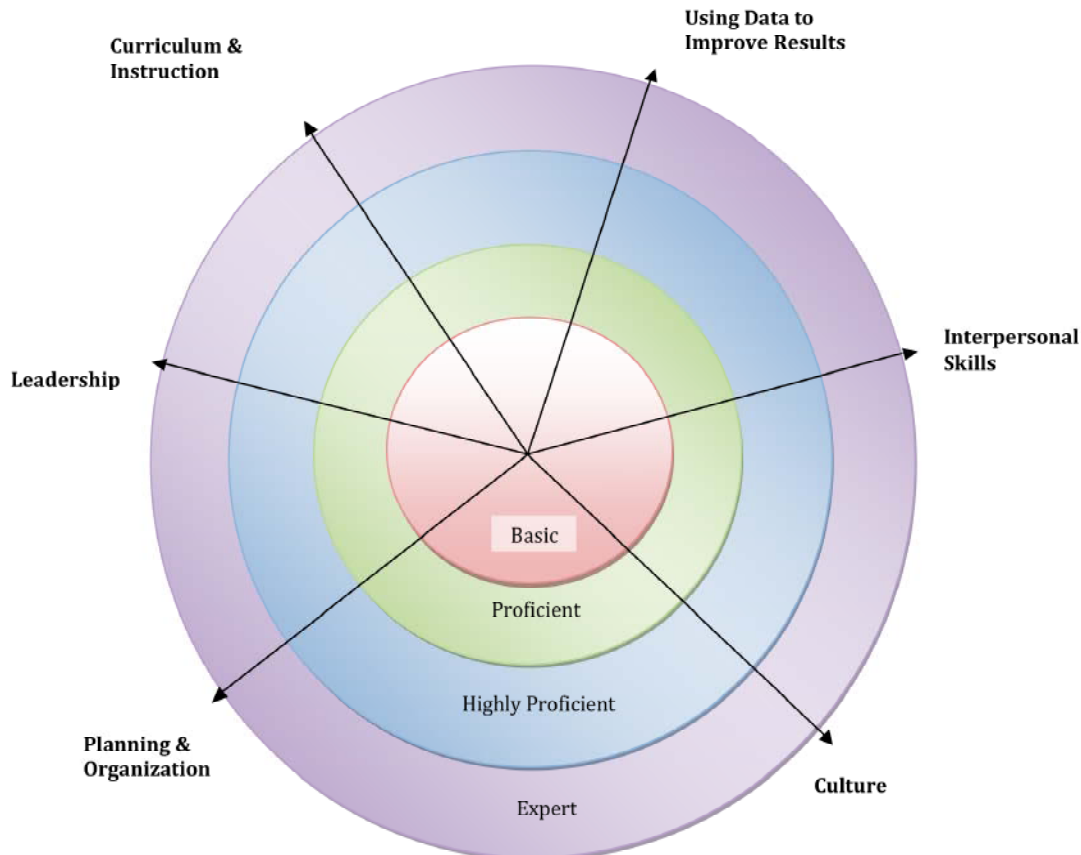 Using Data to
Improve Results
Curriculum &
Instruction
Interpersonal
Skills
Leadership
Basic
Proficient
Highly Proficient
Planning &
Organization
Culture
Expert